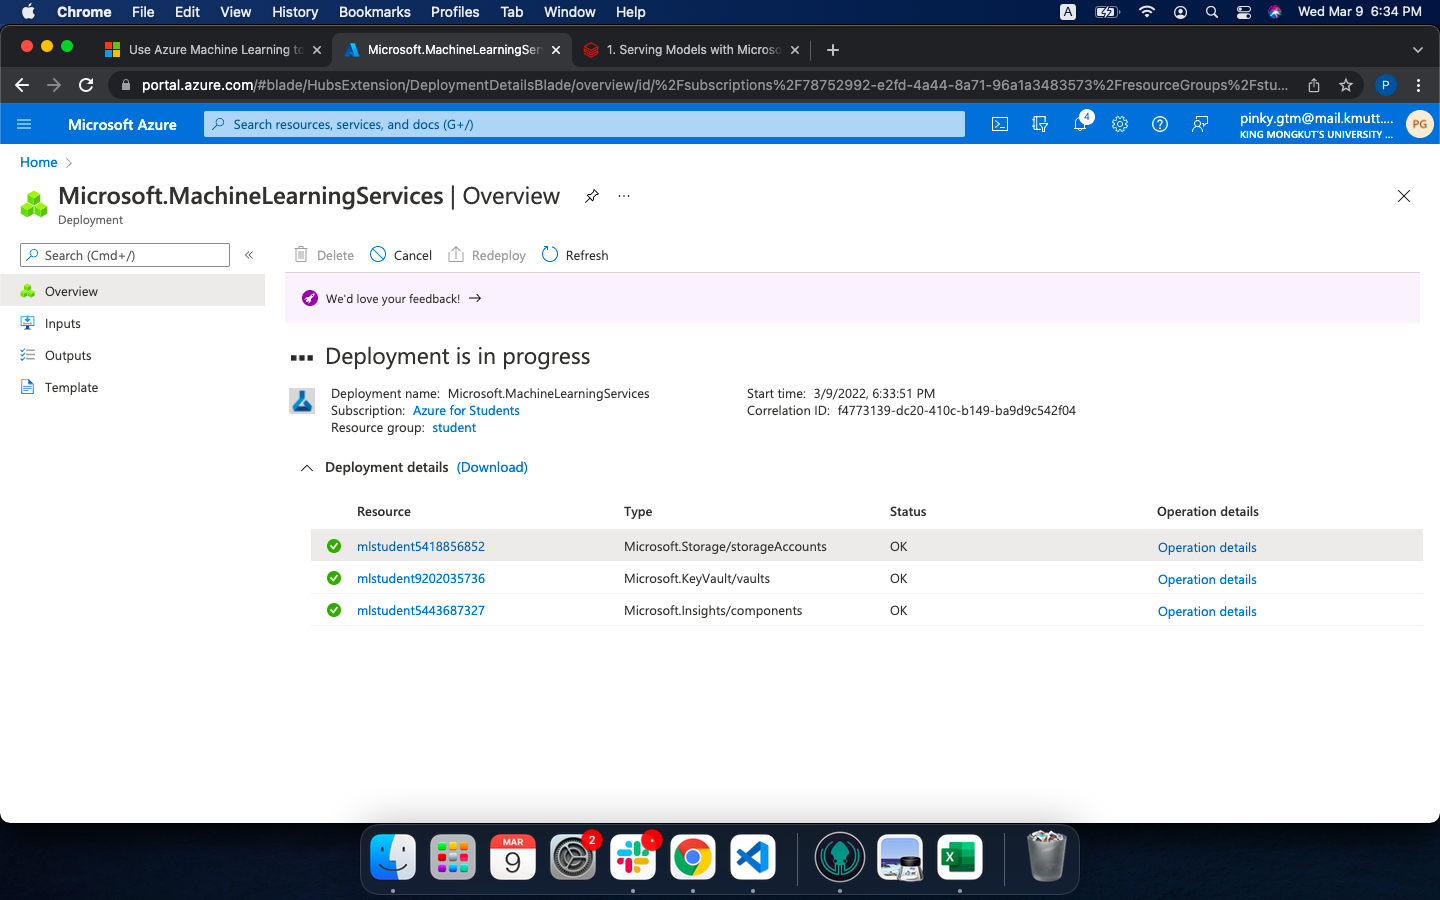 Chrome File Edit View History Bookmarks Profiles Tab Window Help A Wed Mar 9 6:34 PM
Use Azure Machine Learning to Microsoft.MachineLearningSer 1. Serving Models with Microso
portal.azure.com/#blade/HubsExtension/DeploymentDetailsBlade/overview/id/%2Fsubscriptions%2F78752992-e2fd-4a44-8a71-96a1a3483573%2FresourceGroups%2Fstu... P
Microsoft Azure Search resources, services, and docs (G+/) 4 pinky.gtm@mail.kmutt.... PG
KING MONGKUT'S UNIVERSITY ...
Home
Microsoft.MachineLearningServices | Overview ...
Deployment
Search (Cmd+/) « Delete Cancel Redeploy Refresh
Overview
Inputs
Outputs
Template
We'd love your feedback! →
Deployment is in progress
Deployment name: Microsoft.MachineLearningServices Start time: 3/9/2022, 6:33:51 PM
Subscription: Azure for Students Correlation ID: f4773139-dc20-410c-b149-ba9d9c542f04
Resource group: student
Deployment details (Download)
Resource Type Status Operation details
mlstudent5418856852 Microsoft.Storage/storageAccounts OK Operation details
mlstudent9202035736 Microsoft.KeyVault/vaults OK Operation details
mlstudent5443687327 Microsoft.Insights/components OK Operation details
MAR
9
2
X